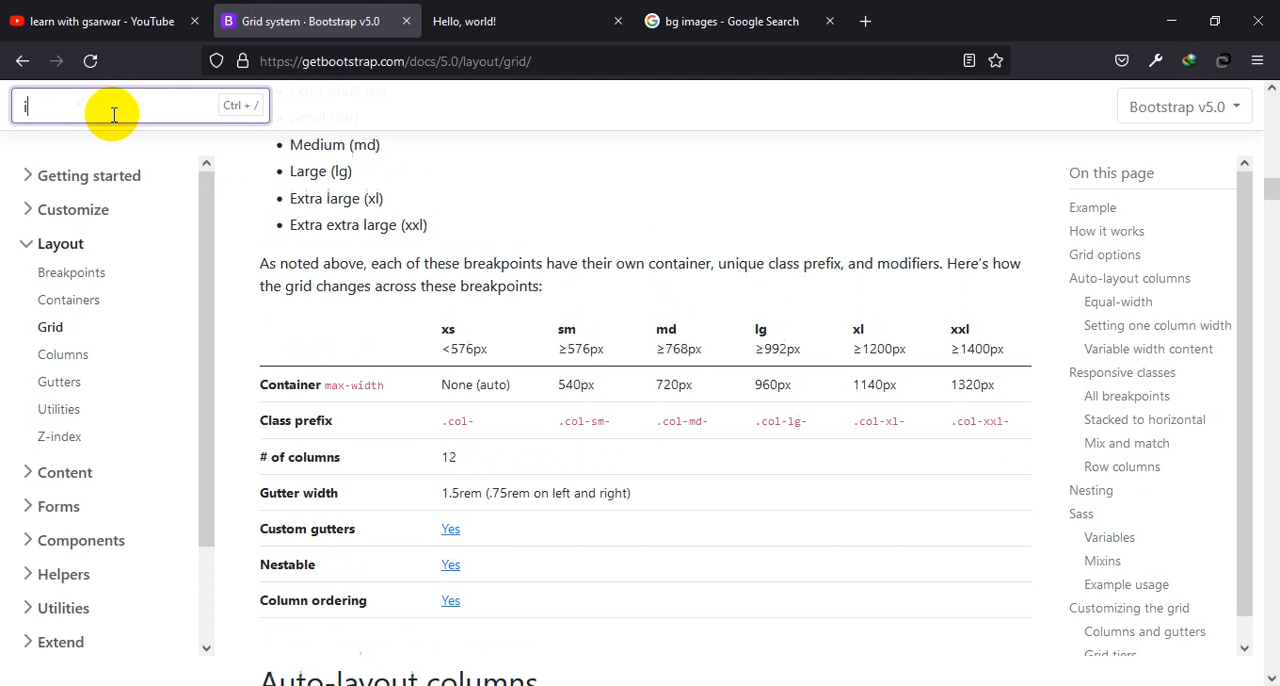 learn with gsarwar - YouTube
Grid system · Bootstrap v5.0
Hello, world!
bg images - Google Search
https://getbootstrap.com/docs/5.0/layout/grid/
i
Ctrl + /
Bootstrap v5.0
Getting started
Customize
Layout
Breakpoints
Containers
Grid
Columns
Gutters
Utilities
Z-index
Content
Forms
Components
Helpers
Utilities
Extend
Medium (md)
Large (lg)
Extra large (xl)
Extra extra large (xxl)
As noted above, each of these breakpoints have their own container, unique class prefix, and modifiers. Here's how
the grid changes across these breakpoints:
xs sm md lg xl xxl
<576px ≥576px ≥768px ≥992px ≥1200px ≥1400px
Container max-width None (auto) 540px 720px 960px 1140px 1320px
Class prefix .col- .col-sm- .col-md- .col-lg- .col-xl- .col-xxl-
# of columns 12
Gutter width 1.5rem (.75rem on left and right)
Custom gutters Yes
Nestable Yes
Column ordering Yes
Auto-layout columns
On this page
Example
How it works
Grid options
Auto-layout columns
Equal-width
Setting one column width
Variable width content
Responsive classes
All breakpoints
Stacked to horizontal
Mix and match
Row columns
Nesting
Sass
Variables
Mixins
Example usage
Customizing the grid
Columns and gutters
Grid tiers